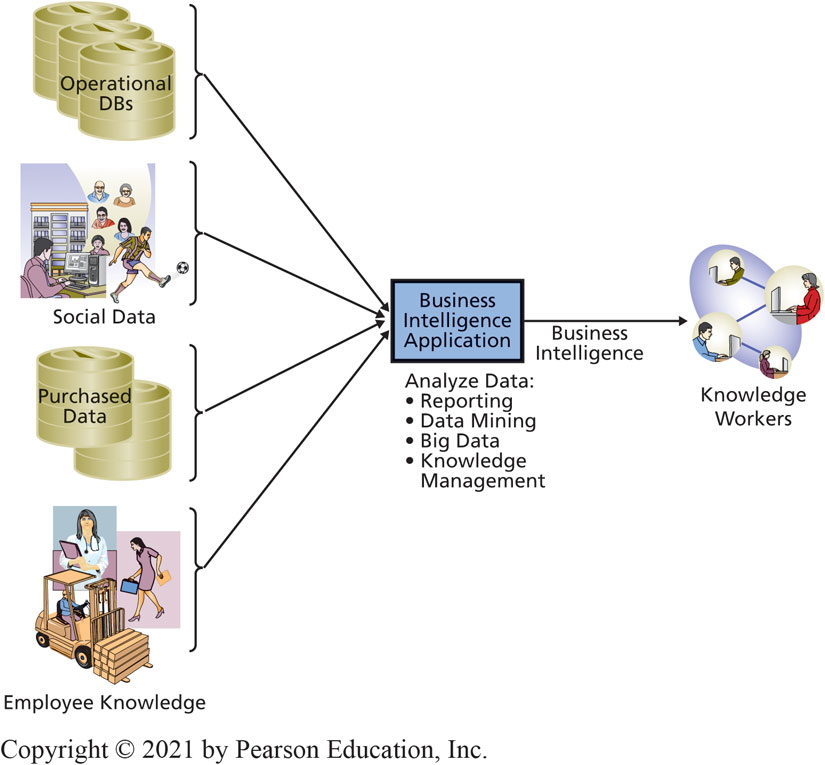 Operational
DBs
Social Data
Purchased
Data
Employee Knowledge
Business
Intelligence
Application
Analyze Data:
• Reporting
• Data Mining
• Big Data
• Knowledge
Management
Business
Intelligence
Knowledge
Workers
Copyright © 2021 by Pearson Education, Inc.